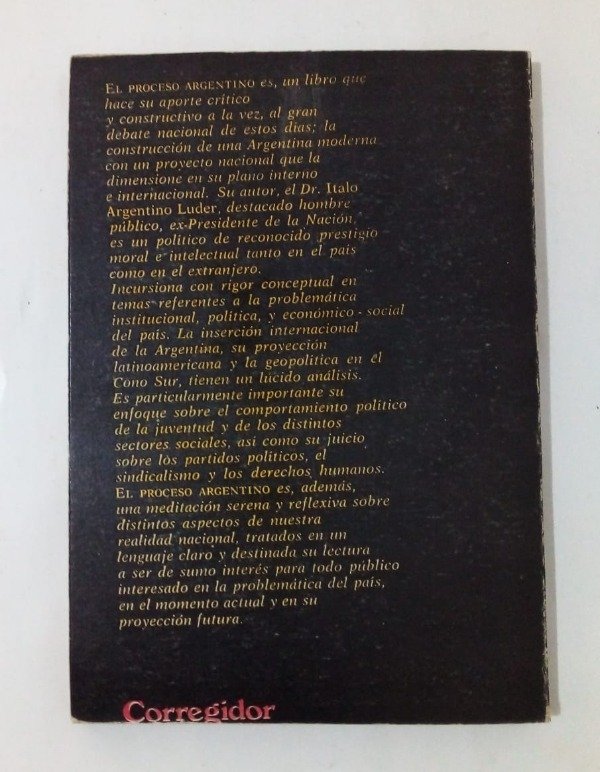 EL PROCESO ARGENTINO es, un libro que
hace su aporte crítico
y constructivo a la vez, al gran
debate nacional de estos días; la
construcción de una Argentina moderna
con un proyecto nacional que la
dimensione en su plano interno
e internacional. Su autor, el Dr. Italo
Argentino Luder, destacado hombre
público, ex-Presidente de la Nación,
es un político de reconocido prestigio
moral e intelectual tanto en el país
como en el extranjero.
Incursiona con rigor conceptual en
temas referentes a la problemática
institucional, política, y económico - social
del país. La inserción internacional
de la Argentina, su proyección
latinoamericana y la geopolítica en el
Cono Sur, tienen un lúcido análisis.
Es particularmente importante su
enfoque sobre el comportamiento político
de la juventud y de los distintos
sectores sociales, así como su juicio
sobre los partidos políticos, el
sindicalismo y los derechos humanos.
EL PROCESO ARGENTINO es, además,
una meditación serena y reflexiva sobre
distintos aspectos de nuestra
realidad nacional, tratados en un
lenguaje claro y destinada su lectura
a ser de sumo interés para todo público
interesado en la problemática del país,
en el momento actual y en su
proyección futura.
Corregidor